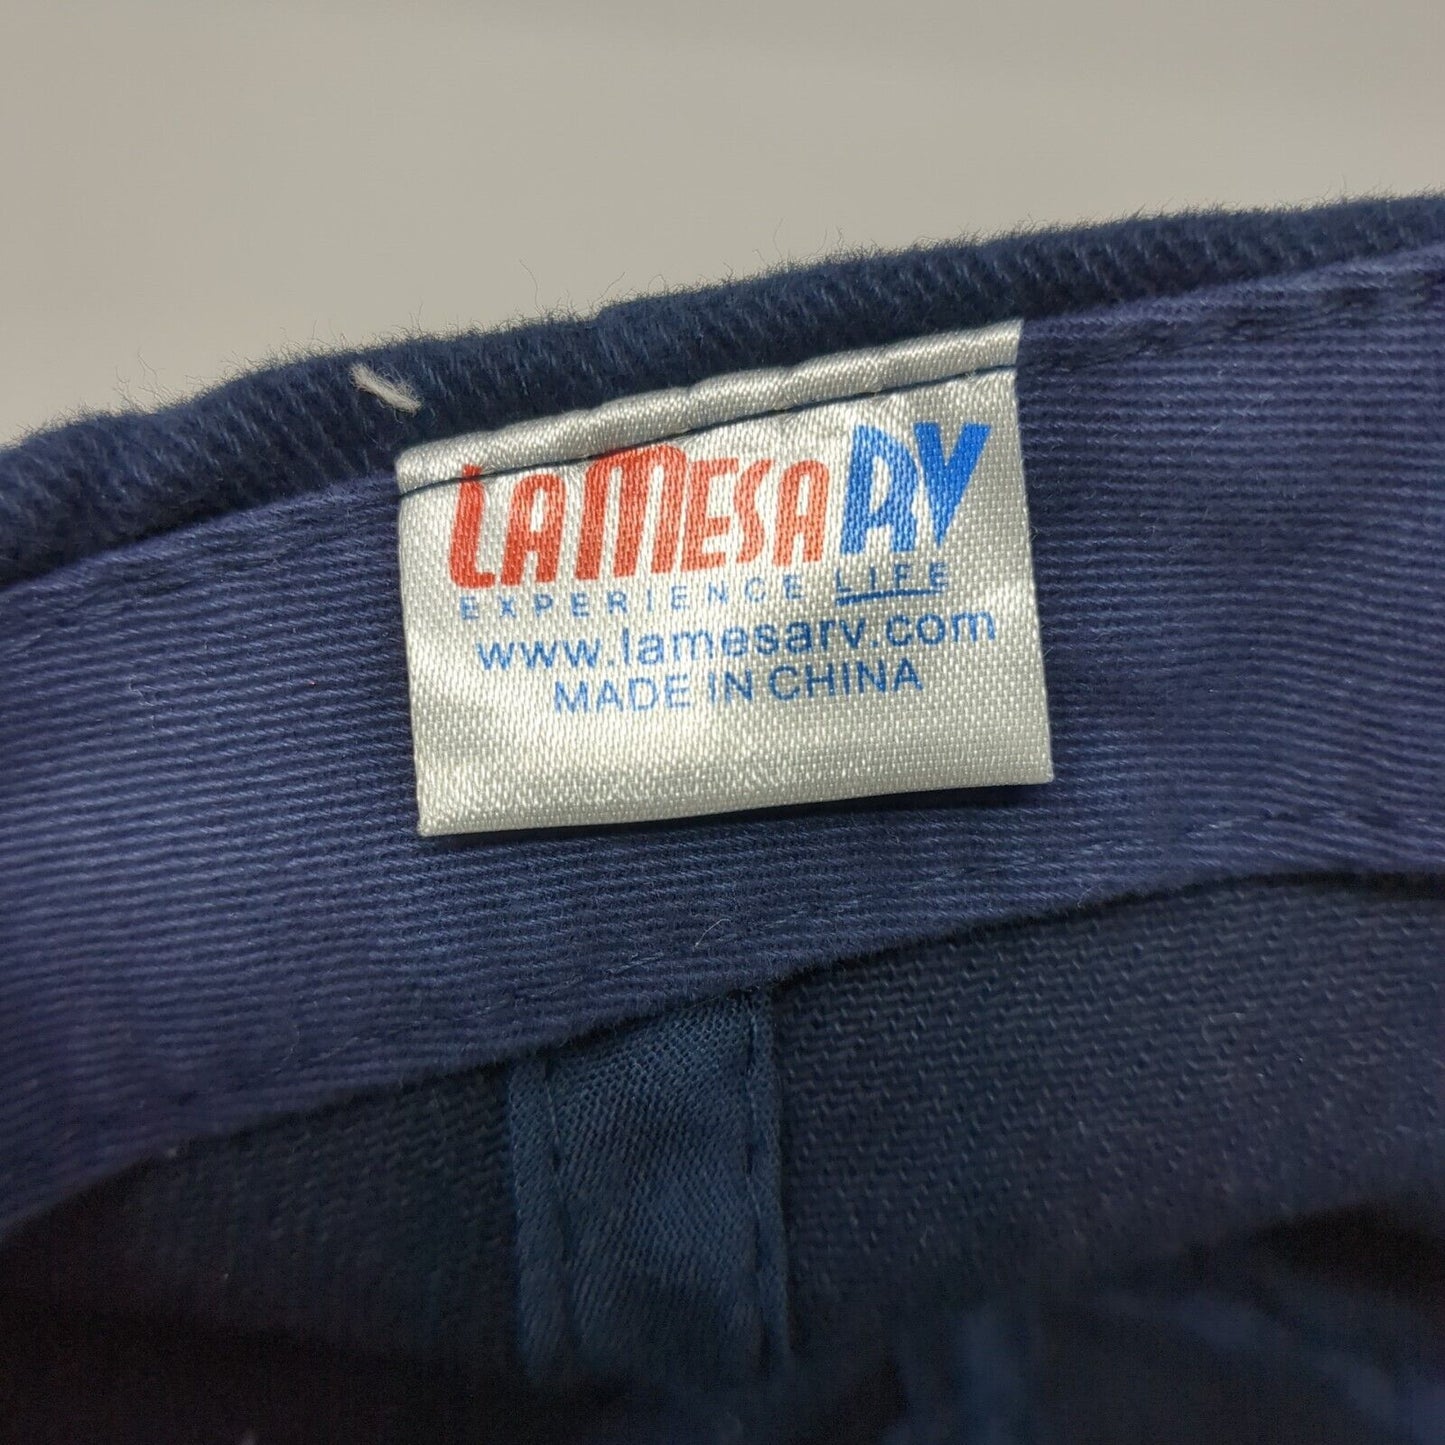 LAMESA RV
EXPERIENCE LIFE
www.lamesarv.com
MADE IN CHINA